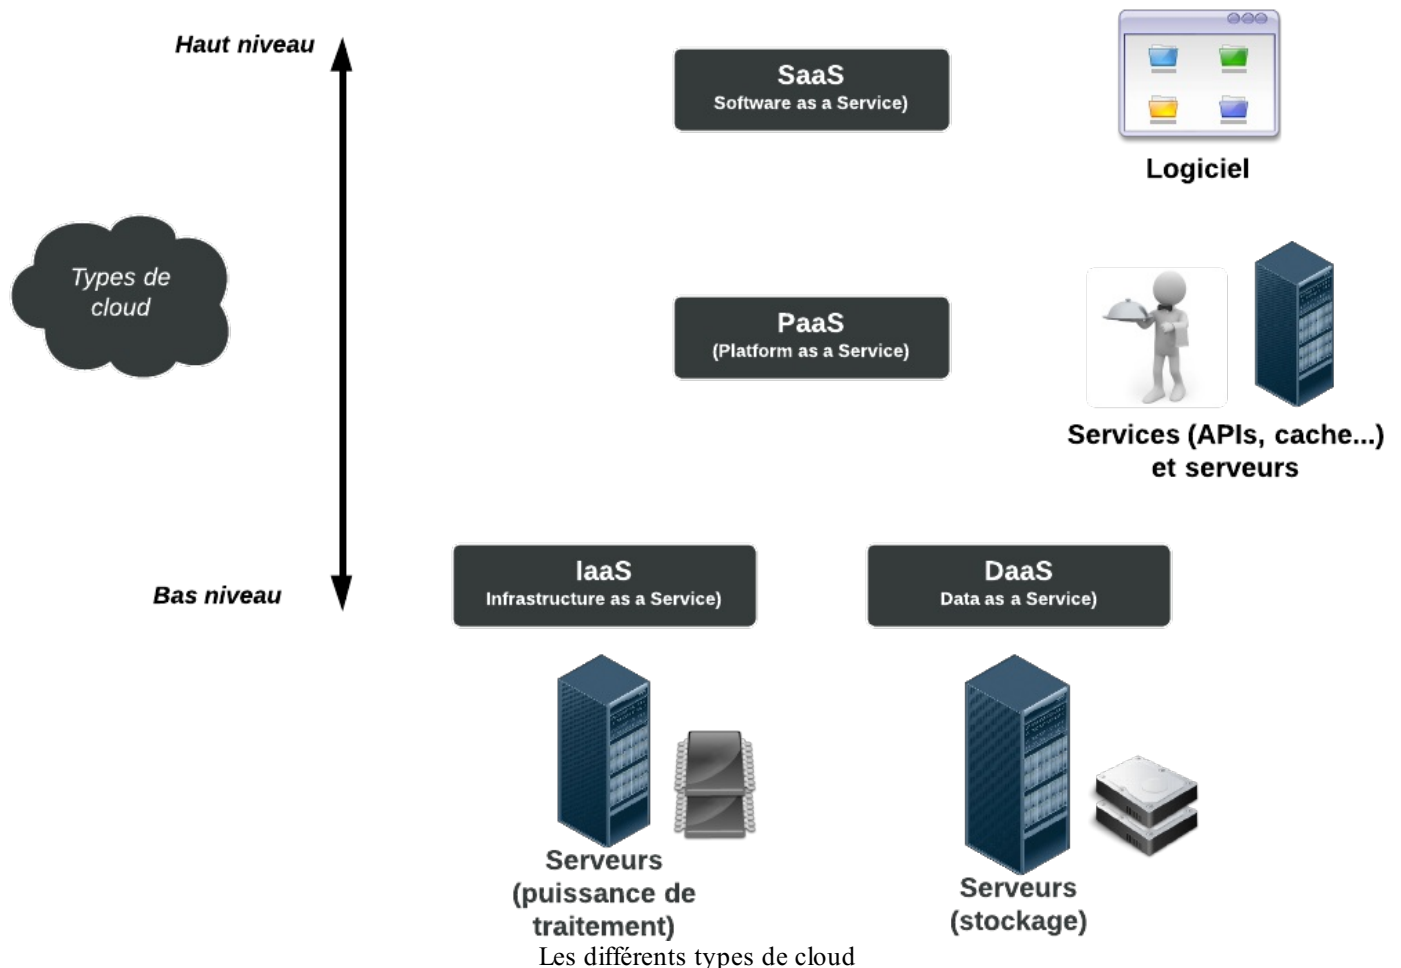 Haut niveau
SaaS
Software as a Service)
Logiciel
Types de
cloud
PaaS
(Platform as a Service)
Services (APIs, cache...)
et serveurs
Bas niveau
IaaS
Infrastructure as a Service)
DaaS
Data as a Service)
Serveurs
(puissance de
traitement)
Serveurs
(stockage)
Les différents types de cloud